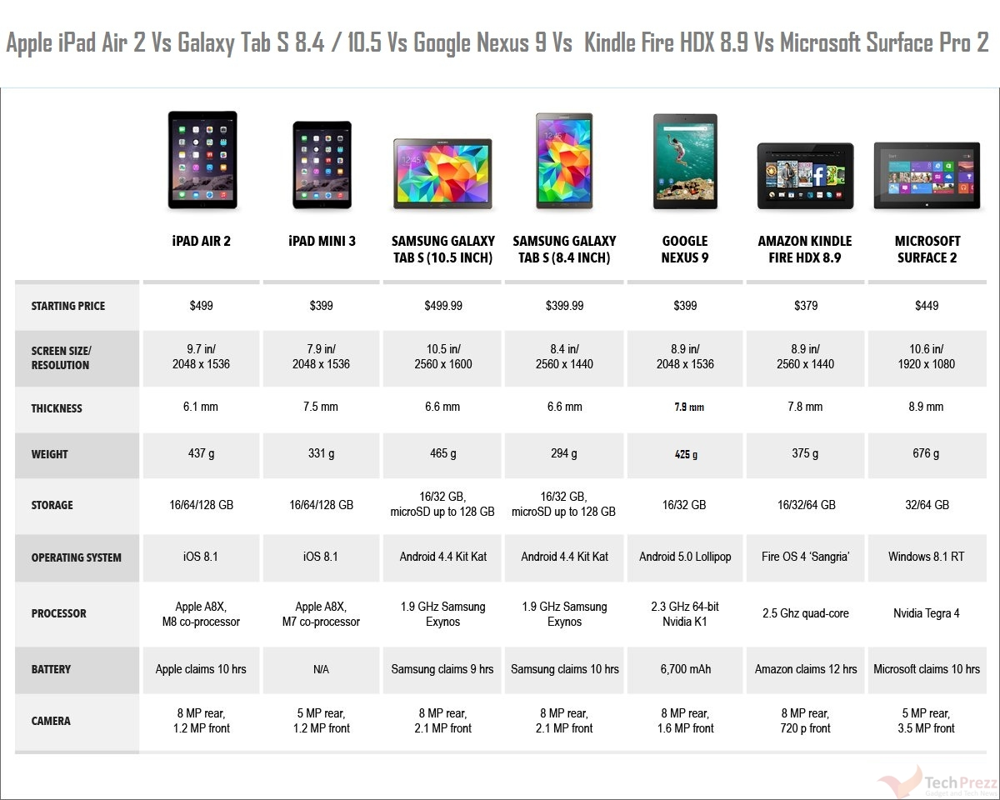 Apple iPad Air 2 Vs Galaxy Tab S 8.4 / 10.5 Vs Google Nexus 9 Vs Kindle Fire HDX 8.9 Vs Microsoft Surface Pro 2
iPAD AIR 2
iPAD MINI 3
SAMSUNG GALAXY
TAB S (10.5 INCH)
SAMSUNG GALAXY
TAB S (8.4 INCH)
GOOGLE
NEXUS 9
AMAZON KINDLE
FIRE HDX 8.9
MICROSOFT
SURFACE 2
STARTING PRICE
$499
$399
$499.99
$399.99
$399
$379
$449
SCREEN SIZE/
RESOLUTION
9.7 in/
2048 x 1536
7.9 in/
2048 x 1536
10.5 in/
2560 x 1600
8.4 in/
2560 x 1440
8.9 in/
2048 x 1536
8.9 in/
2560 x 1440
10.6 in/
1920 x 1080
THICKNESS
6.1 mm
7.5 mm
6.6 mm
6.6 mm
7.9 mm
7.8 mm
8.9 mm
WEIGHT
437 g
331 g
465 g
294 g
425 g
375 g
676 g
STORAGE
16/64/128 GB
16/64/128 GB
16/32 GB,
microSD up to 128 GB
16/32 GB,
microSD up to 128 GB
16/32 GB
16/32/64 GB
32/64 GB
OPERATING SYSTEM
iOS 8.1
iOS 8.1
Android 4.4 Kit Kat
Android 4.4 Kit Kat
Android 5.0 Lollipop
Fire OS 4 ‘Sangria’
Windows 8.1 RT
PROCESSOR
Apple A8X,
M8 co-processor
Apple A8X,
M7 co-processor
1.9 GHz Samsung
Exynos
1.9 GHz Samsung
Exynos
2.3 GHz 64-bit
Nvidia K1
2.5 Ghz quad-core
Nvidia Tegra 4
BATTERY
Apple claims 10 hrs
N/A
Samsung claims 9 hrs
Samsung claims 10 hrs
6,700 mAh
Amazon claims 12 hrs
Microsoft claims 10 hrs
CAMERA
8 MP rear,
1.2 MP front
5 MP rear,
1.2 MP front
8 MP rear,
2.1 MP front
8 MP rear,
2.1 MP front
8 MP rear,
1.6 MP front
8 MP rear,
720 p front
5 MP rear,
3.5 MP front
TechPrezz
Gadget and Tech News